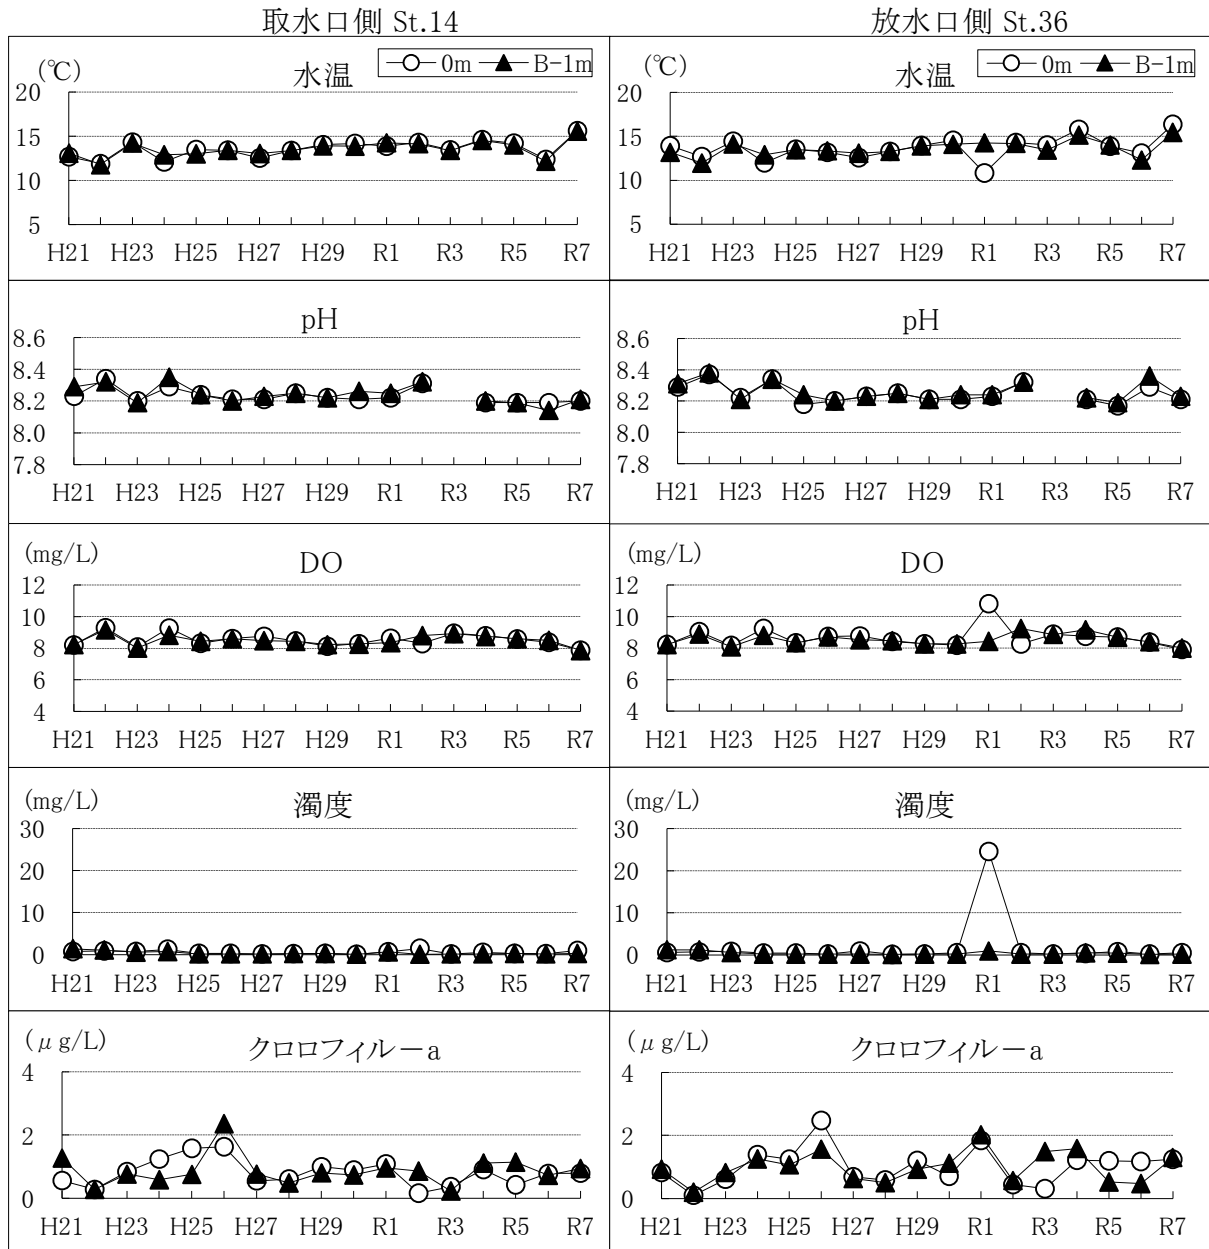 取水口側 St.14
放水口側 St.36
(℃)
水温
0m B-1m
20
15
10
5
H21 H23 H25 H27 H29 R1 R3 R5 R7
(℃)
水温
0m B-1m
20
15
10
5
H21 H23 H25 H27 H29 R1 R3 R5 R7
pH
8.6
8.4
8.2
8.0
7.8
H21 H23 H25 H27 H29 R1 R3 R5 R7
pH
8.6
8.4
8.2
8.0
7.8
H21 H23 H25 H27 H29 R1 R3 R5 R7
(mg/L)
DO
12
10
8
6
4
H21 H23 H25 H27 H29 R1 R3 R5 R7
(mg/L)
DO
12
10
8
6
4
H21 H23 H25 H27 H29 R1 R3 R5 R7
(mg/L)
濁度
30
20
10
0
H21 H23 H25 H27 H29 R1 R3 R5 R7
(mg/L)
濁度
30
20
10
0
H21 H23 H25 H27 H29 R1 R3 R5 R7
(μg/L)
クロロフィル－a
4
2
0
H21 H23 H25 H27 H29 R1 R3 R5 R7
(μg/L)
クロロフィル－a
4
2
0
H21 H23 H25 H27 H29 R1 R3 R5 R7